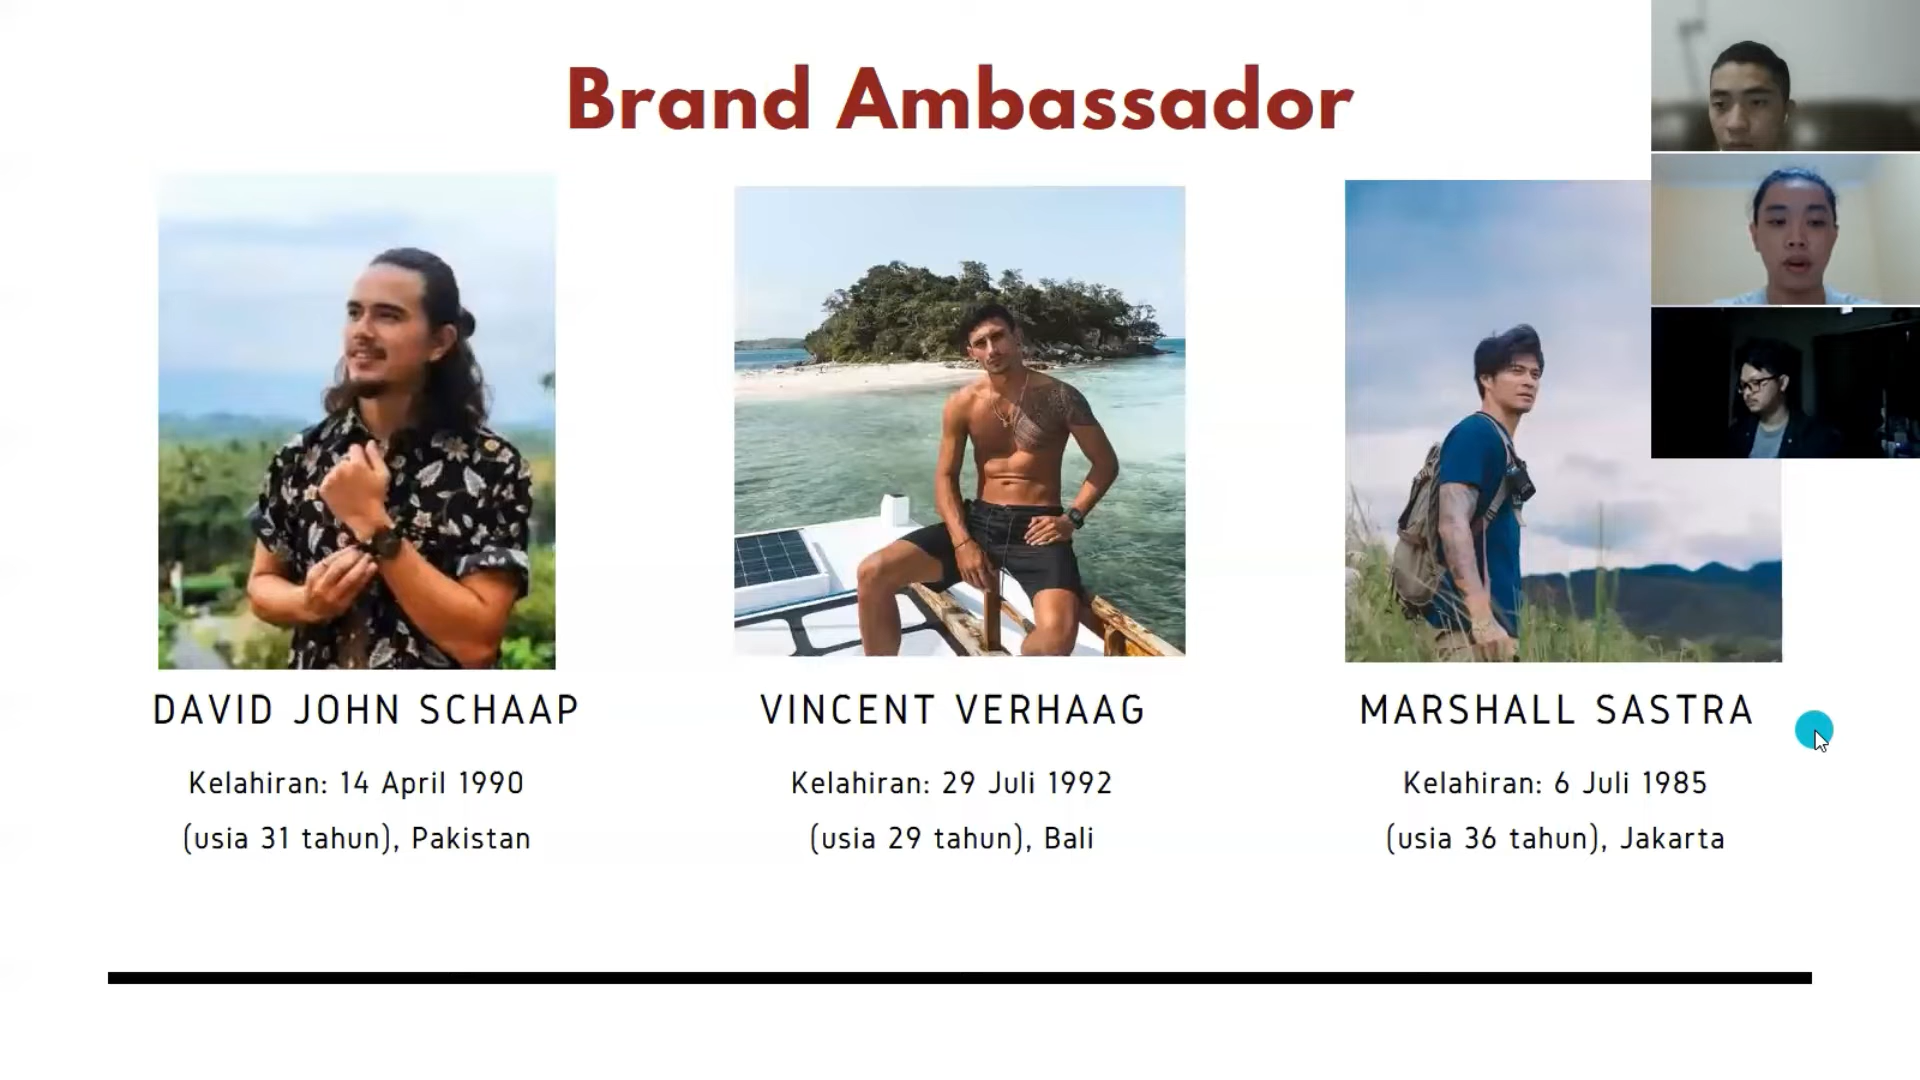 Brand Ambassador
DAVID JOHN SCHAAP
Kelahiran: 14 April 1990
(usia 31 tahun), Pakistan
VINCENT VERHAAG
Kelahiran: 29 Juli 1992
(usia 29 tahun), Bali
MARSHALL SASTRA
Kelahiran: 6 Juli 1985
(usia 36 tahun), Jakarta